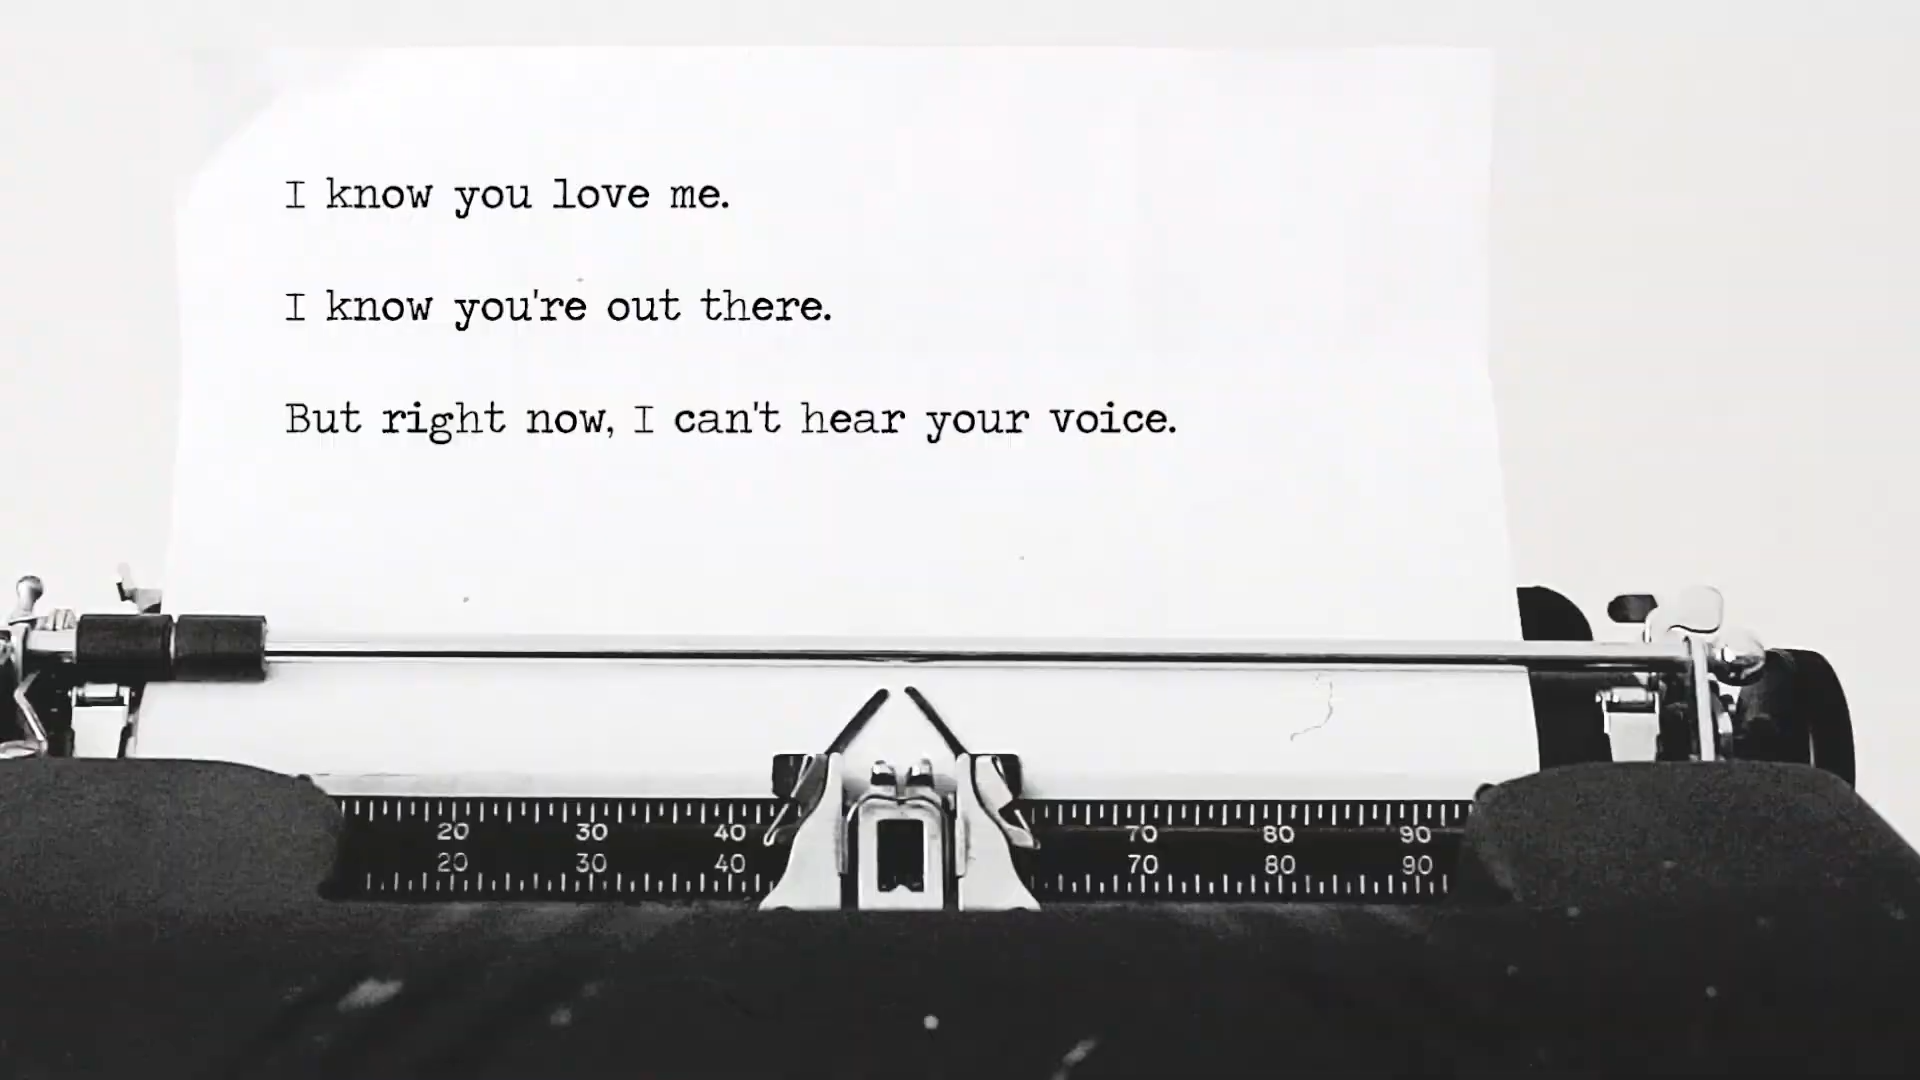 I know you love me.
I know you're out there.
But right now, I can't hear your voice.
20 30 40 70 80 90
20 30 40 70 80 90